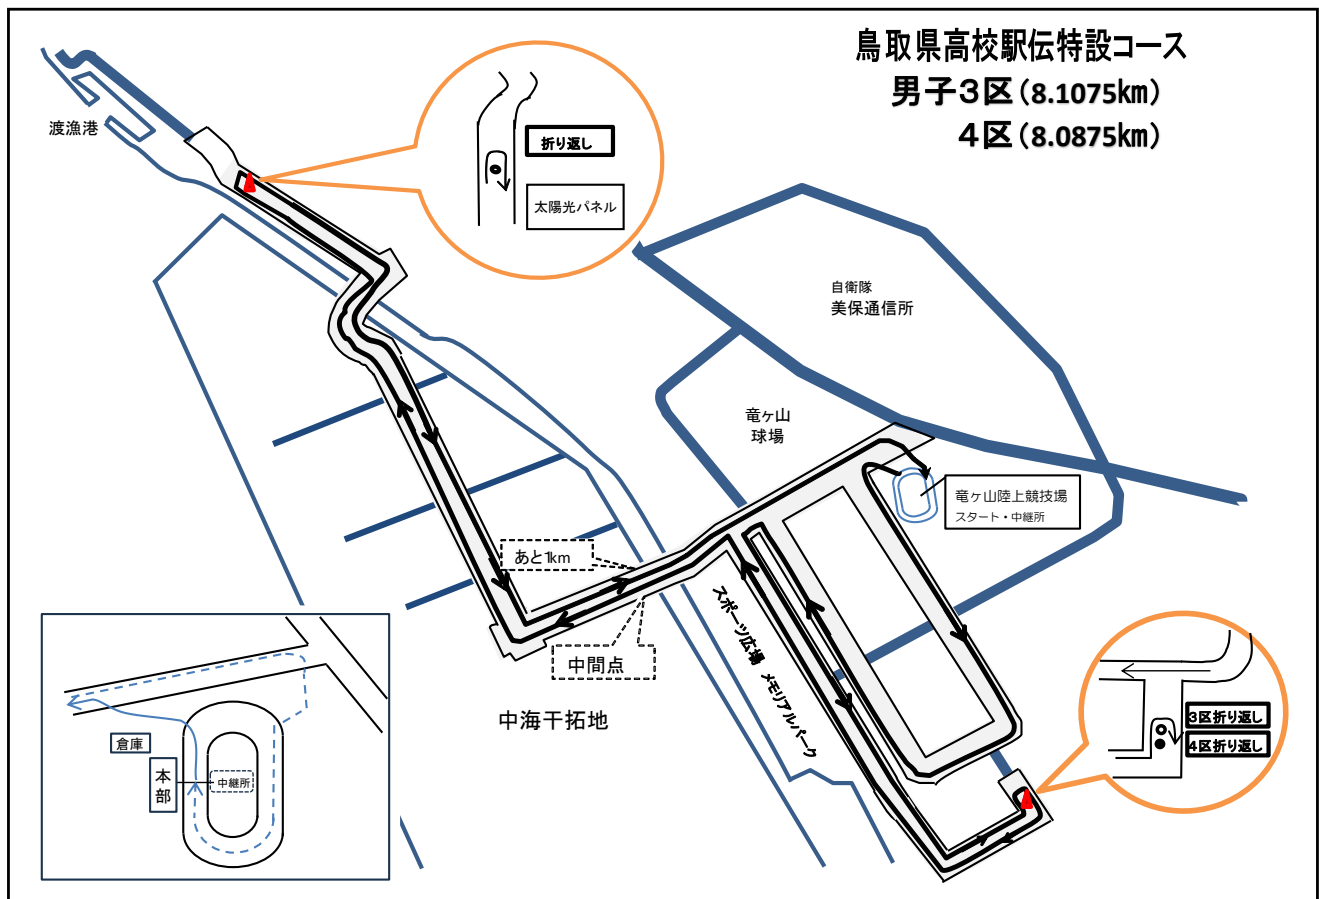 鳥取県高校駅伝特設コース
男子3区(8.1075㎞)
4区(8.0875㎞)
渡漁港
折り返し
太陽光パネル
自衛隊
美保通信所
竜ヶ山
球場
竜ヶ山陸上競技場
スタート・中継所
あと1km
中間点
スポーツ広場 メモリアルパーク
中海干拓地
3区折り返し
4区折り返し
倉庫
本部
中継所